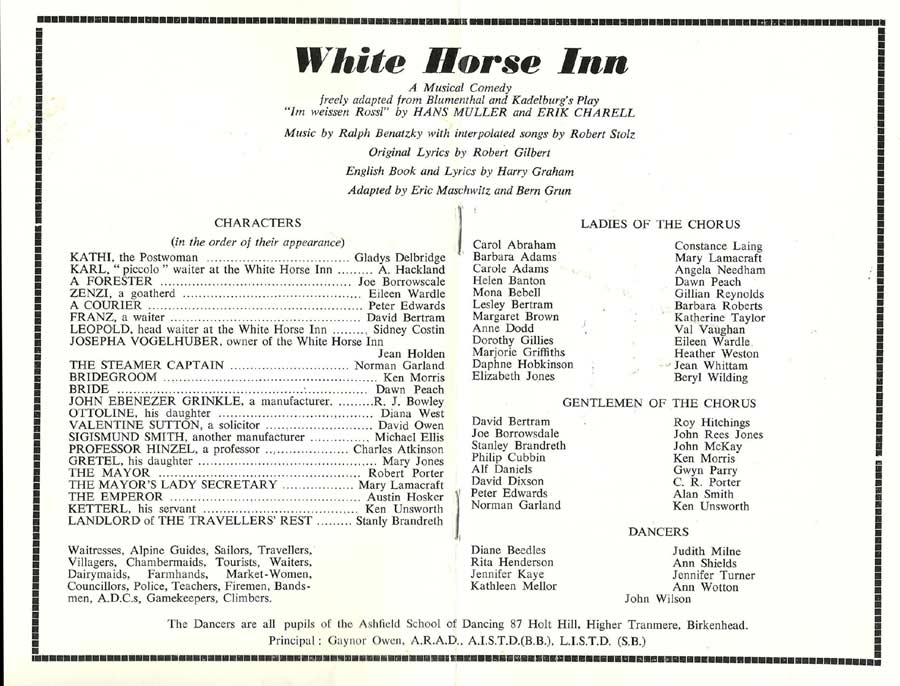 White Horse Inn
A Musical Comedy
freely adapted from Blumenthal and Kadelburg's Play
"Im weissen Rossl" by HANS MULLER and ERIK CHARELL
Music by Ralph Benatzky with interpolated songs by Robert Stolz
Original Lyrics by Robert Gilbert
English Book and Lyrics by Harry Graham
Adapted by Eric Maschwitz and Bern Grun
CHARACTERS
(in the order of their appearance)
KATHI, the Postwoman ................................ Gladys Delbridge
KARL, "piccolo" waiter at the White Horse Inn ......... A. Hackland
A FORESTER ................................................ Joe Borrowscale
ZENZI, a goatherd ............................................ Eileen Wardle
A COURIER ..................................................... Peter Edwards
FRANZ, a waiter ............................................. David Bertram
LEOPOLD, head waiter at the White Horse Inn ........, Sidney Costin
JOSEPHA VOGELHUBER, owner of the White Horse Inn
Jean Holden
THE STEAMER CAPTAIN ............................ Norman Garland
BRIDEGROOM ................................................... Ken Morris
BRIDE ........................................................... Dawn Peach
JOHN EBENEZER GRINKLE, a manufacturer. .........R. J. Bowley
OTTOLINE, his daughter ...................................... Diana West
VALENTINE SUTTON, a solicitor ......................... David Owen
SIGISMUND SMITH, another manufacturer .............. Michael Ellis
PROFESSOR HINZEL, a professor .................... Charles Atkinson
GRETEL, his daughter .......................................... Mary Jones
THE MAYOR ................................................. Robert Porter
THE MAYOR'S LADY SECRETARY ................. Mary Lamacraft
THE EMPEROR ............................................. Austin Hosker
KETTERL, his servant ..................................... Ken Unsworth
LANDLORD of THE TRAVELLERS' REST ......... Stanly Brandreth
Waitresses, Alpine Guides, Sailors, Travellers,
Villagers, Chambermaids, Tourists, Waiters,
Dairymaids, Farmhands, Market-Women,
Councillors, Police, Teachers, Firemen, Bands-
men, A.D.C.s, Gamekeepers, Climbers.
LADIES OF THE CHORUS
Carol Abraham
Barbara Adams
Carole Adams
Helen Banton
Mona Bebell
Lesley Bertram
Margaret Brown
Anne Dodd
Dorothy Gillies
Marjorie Griffiths
Daphne Hobkinson
Elizabeth Jones
Constance Laing
Mary Lamacraft
Angela Needham
Dawn Peach
Gillian Reynolds
Barbara Roberts
Katherine Taylor
Val Vaughan
Eileen Wardle
Heather Weston
Jean Whittam
Beryl Wilding
GENTLEMEN OF THE CHORUS
David Bertram
Joe Borrowsdale
Stanley Brandreth
Philip Cubbin
Alf Daniels
David Dixson
Peter Edwards
Norman Garland
Roy Hitchings
John Rees Jones
John McKay
Ken Morris
Gwyn Parry
C. R. Porter
Alan Smith
Ken Unsworth
DANCERS
Diane Beedles
Rita Henderson
Jennifer Kaye
Kathleen Mellor
Judith Milne
Ann Shields
Jennifer Turner
Ann Wotton
John Wilson
The Dancers are all pupils of the Ashfield School of Dancing 87 Holt Hill, Higher Tranmere, Birkenhead.
Principal : Gaynor Owen, A.R.A.D., A.I.S.T.D.(B.B.), L.I.S.T.D. (S.B.)